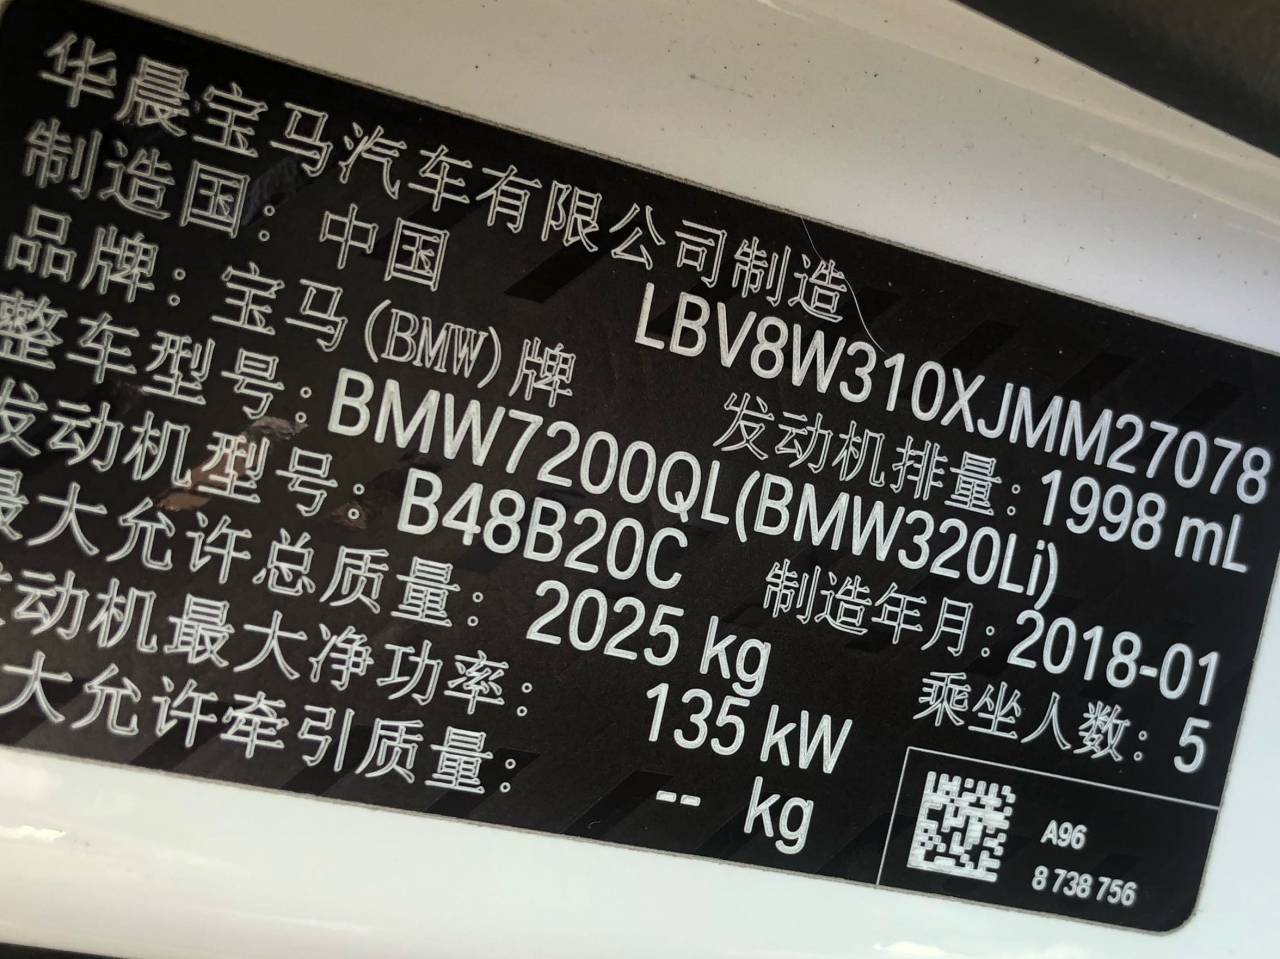 华晨宝马汽车有限公司制造
制造国：中国 LBV8W310XJMM27078
品牌：宝马(BMW)牌 发动机排量：1998 mL
整车型号：BMW7200QL(BMW320Li)
发动机型号：B48B20C 制造年月：2018-01
最大允许总质量：2025 kg 乘坐人数：5
发动机最大净功率：135 kW
大允许牵引质量：-- kg
A96
8 738 756